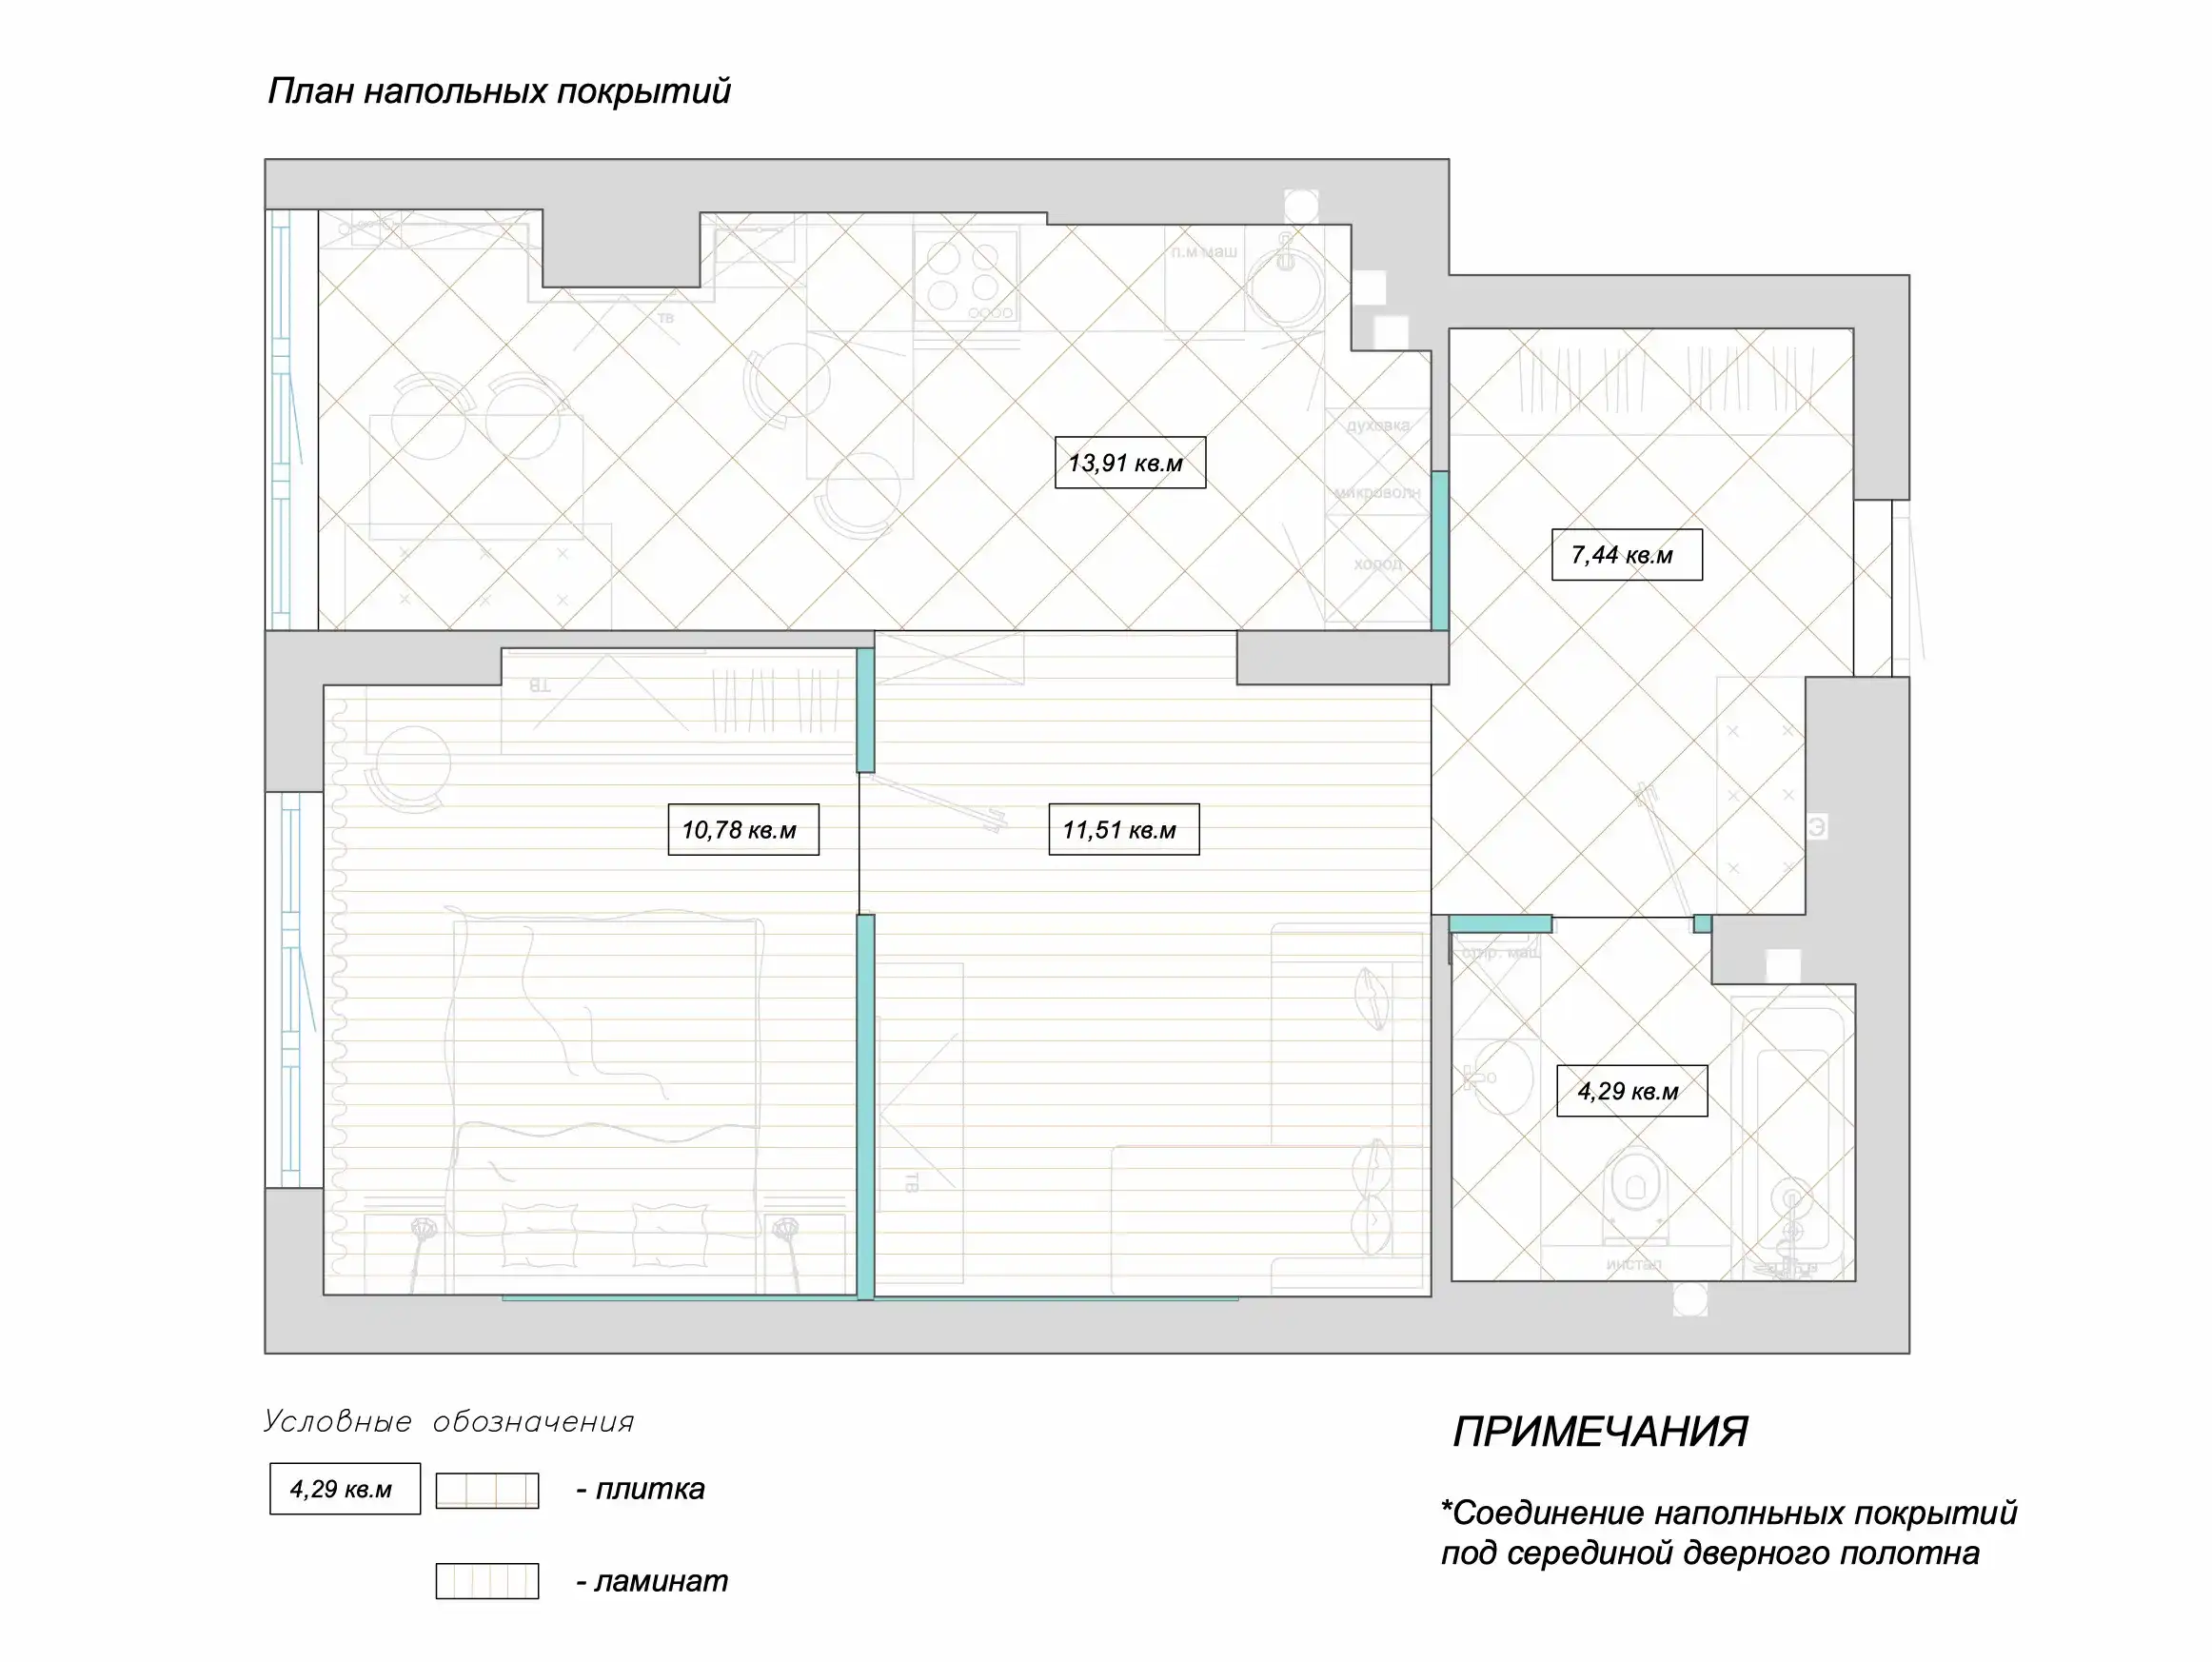 План напольных покрытий
п.м маш
тв
духовка
13,91 кв.м
микроволн
7,44 кв.м
холод
ТВ
10,78 кв.м
11,51 кв.м
Э
стир. маш
4,29 кв.м
ТВ
инстал
Условные обозначения
4,29 кв.м
- плитка
- ламинат
ПРИМЕЧАНИЯ
*Соединение наполньных покрытий
под серединой дверного полотна